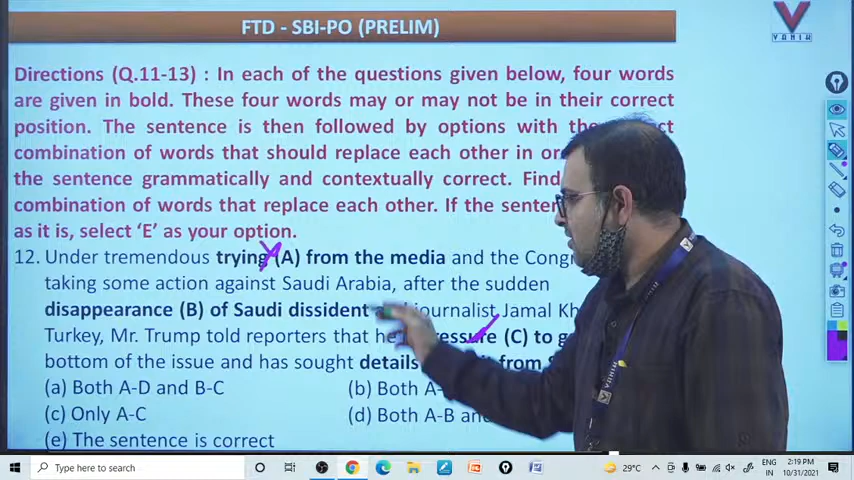 FTD - SBI-PO (PRELIM)
VANIK
Directions (Q.11-13) : In each of the questions given below, four words
are given in bold. These four words may or may not be in their correct
position. The sentence is then followed by options with the
combination of words that should replace each other in
the sentence grammatically and contextually correct. Find
combination of words that replace each other. If the
as it is, select ‘E’ as your option.
12. Under tremendous trying (A) from the media and the
taking some action against Saudi Arabia, after the sudden
disappearance (B) of Saudi dissident journalist Jamal
Turkey, Mr. Trump told reporters that he (C) to
bottom of the issue and has sought details from
(a) Both A-D and B-C
(b) Both
(c) Only A-C
(d) Both A-B
(e) The sentence is correct
Type here to search
29°C
ENG
IN
2:19 PM
10/31/2021